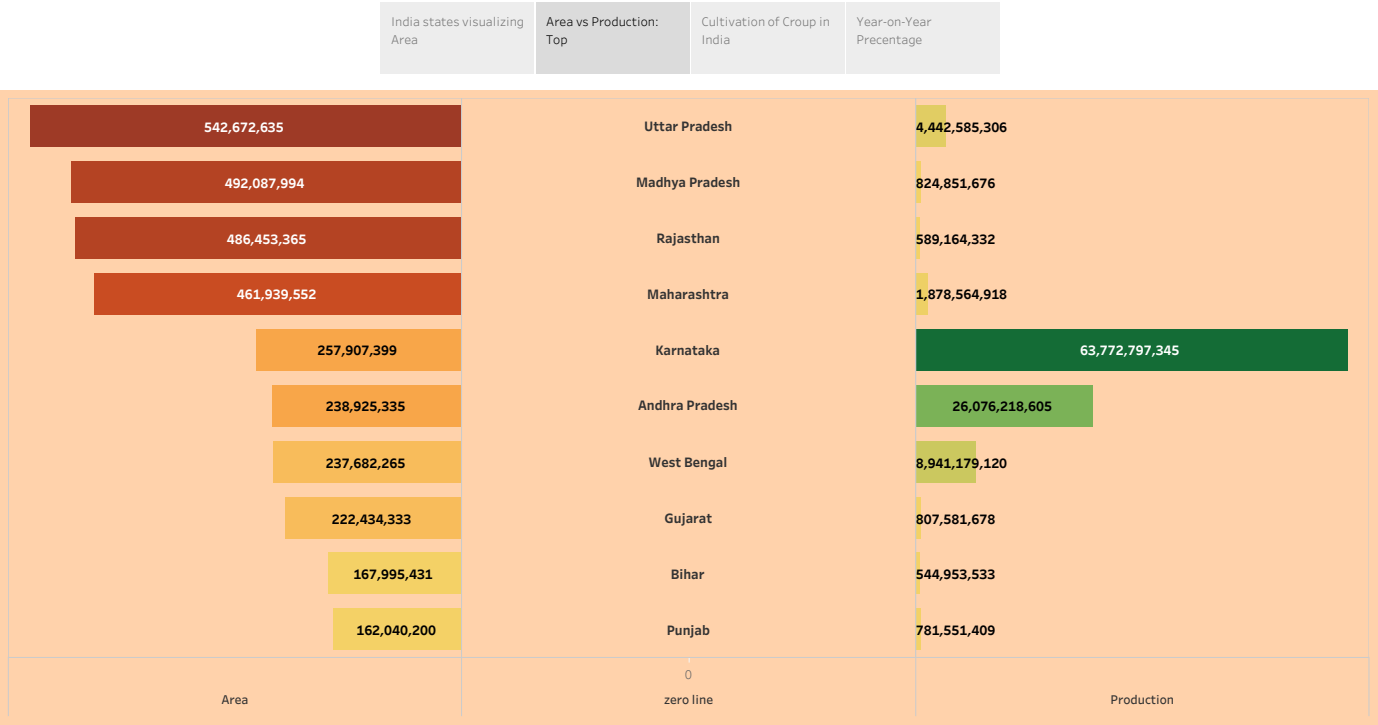 India states visualizing
Area
Area vs Production:
Top
Cultivation of Croup in
India
Year-on-Year
Precentage
542,672,635 Uttar Pradesh 4,442,585,306
492,087,994 Madhya Pradesh 824,851,676
486,453,365 Rajasthan 589,164,332
461,939,552 Maharashtra 1,878,564,918
257,907,399 Karnataka 63,772,797,345
238,925,335 Andhra Pradesh 26,076,218,605
237,682,265 West Bengal 8,941,179,120
222,434,333 Gujarat 807,581,678
167,995,431 Bihar 544,953,533
162,040,200 Punjab 781,551,409
0
Area zero line Production